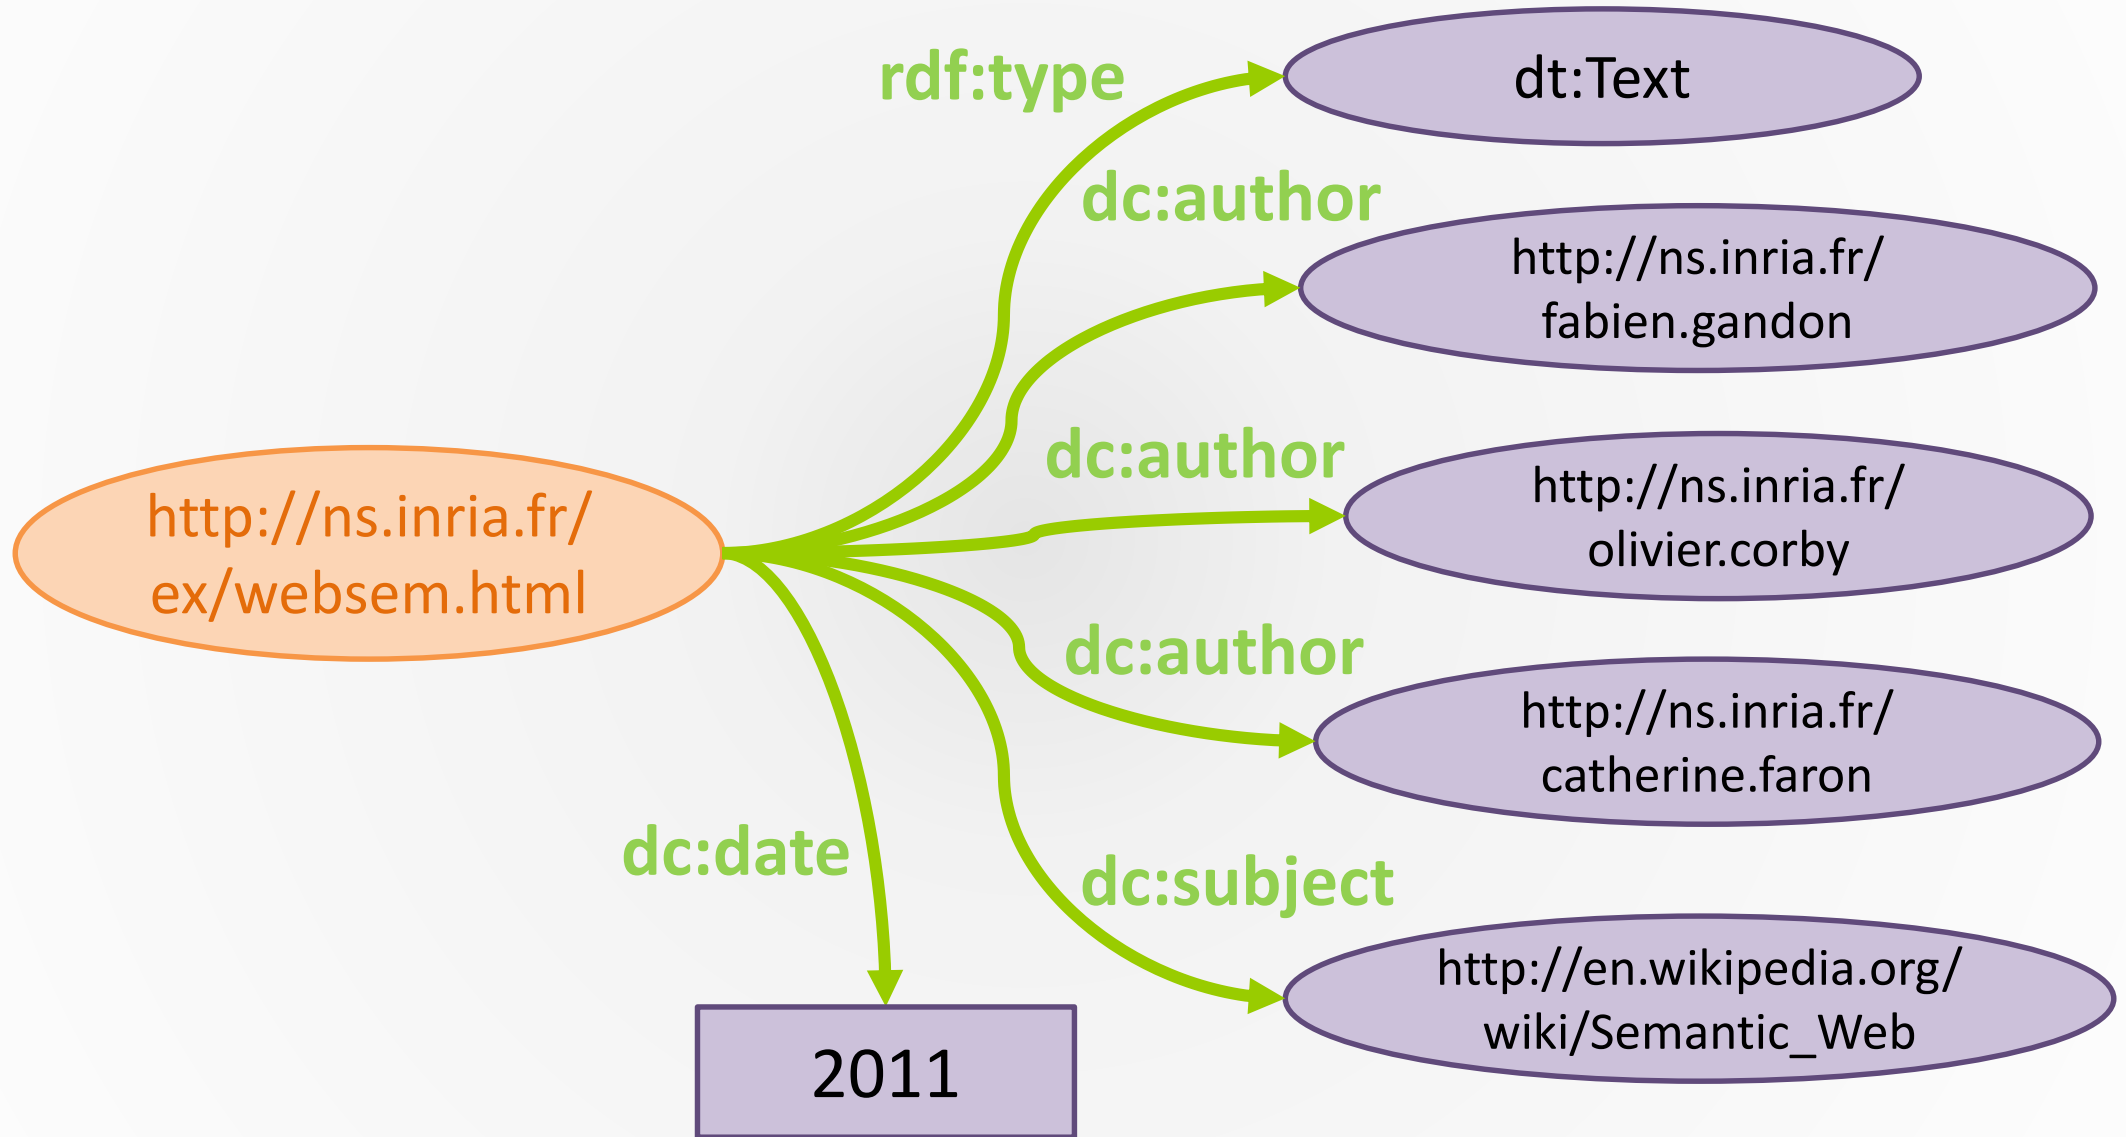 rdf:type
dt:Text
dc:author
http://ns.inria.fr/
fabien.gandon
dc:author
http://ns.inria.fr/
olivier.corby
http://ns.inria.fr/
ex/websem.html
dc:author
http://ns.inria.fr/
catherine.faron
dc:date
dc:subject
http://en.wikipedia.org/
wiki/Semantic_Web
2011